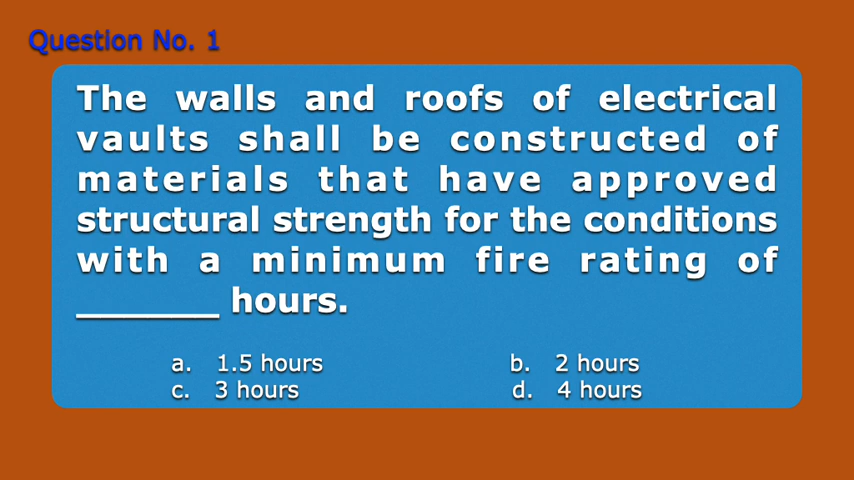 Question No. 1
The walls and roofs of electrical
vaults shall be constructed of
materials that have approved
structural strength for the conditions
with a minimum fire rating of
_______ hours.
a. 1.5 hours b. 2 hours
c. 3 hours d. 4 hours